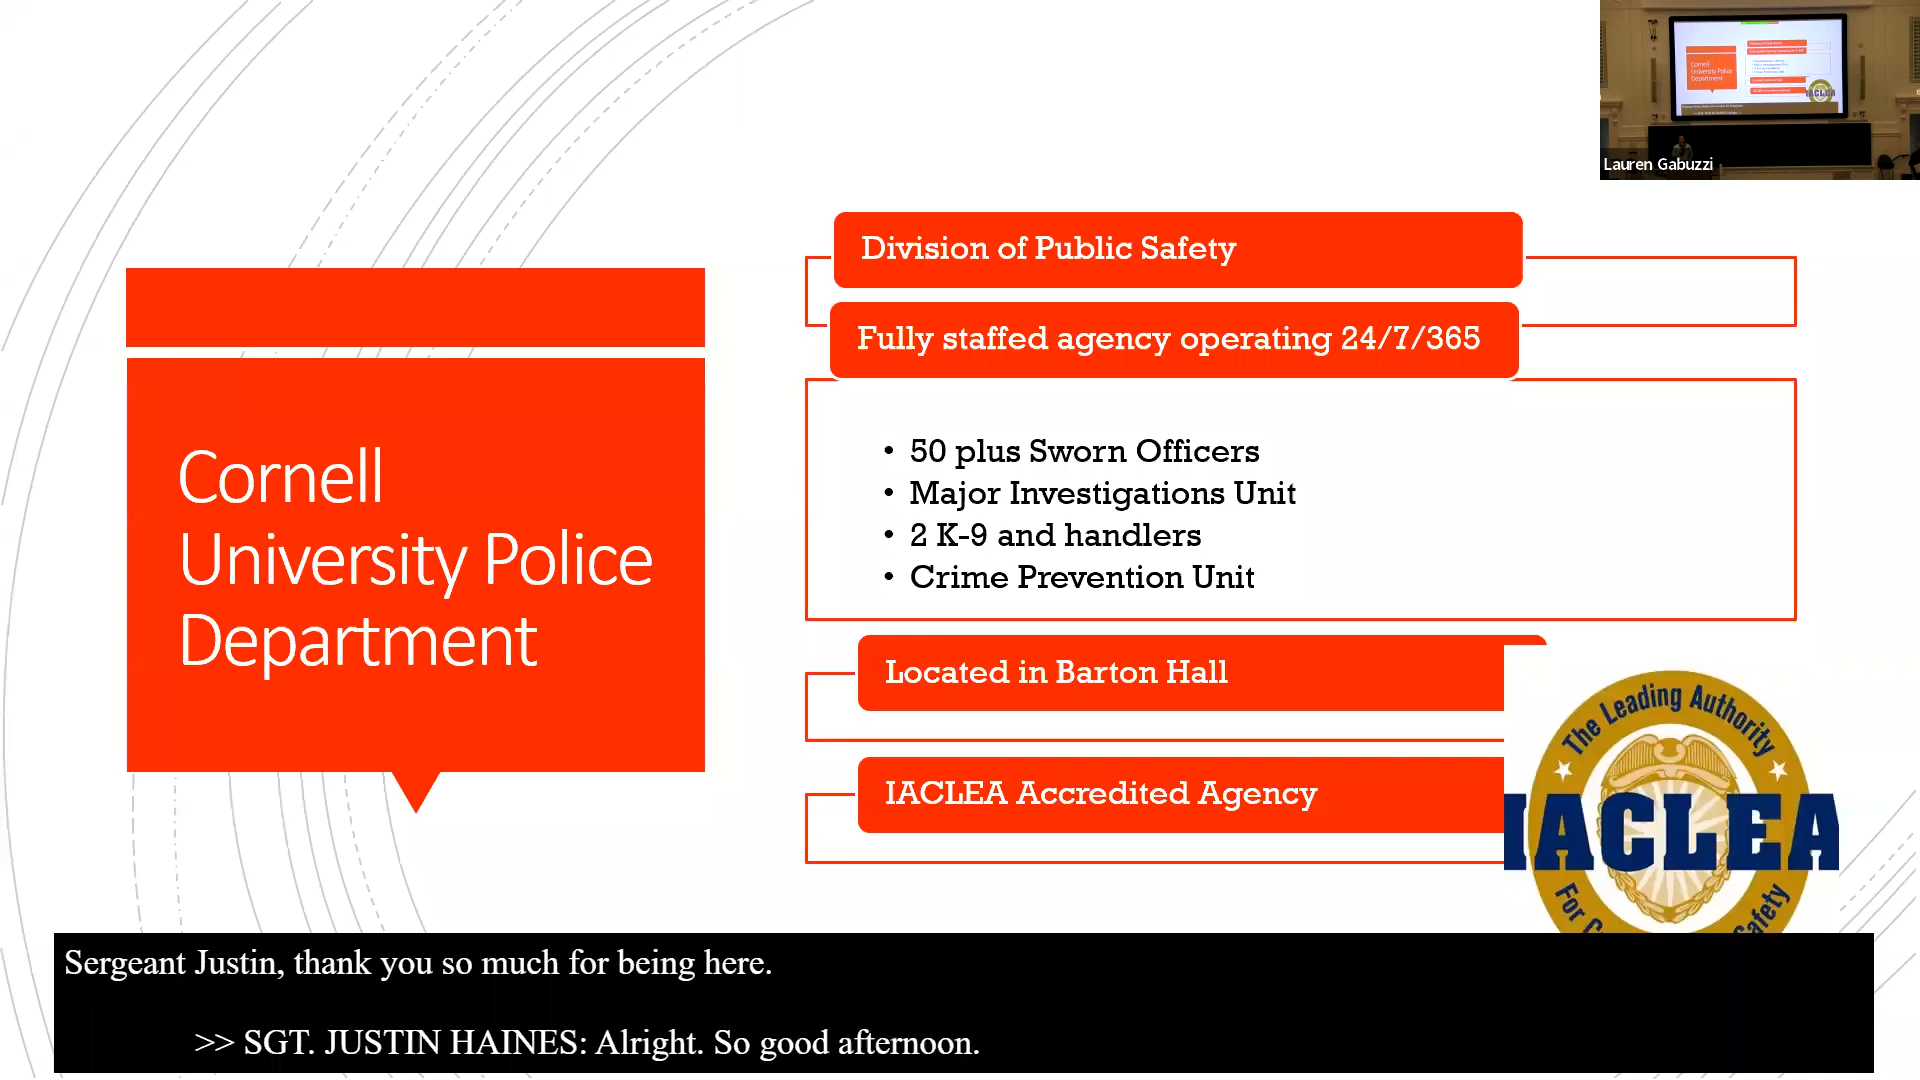 Lauren Gabuzzi
Division of Public Safety
Fully staffed agency operating 24/7/365
Cornell
University Police
Department
• 50 plus Sworn Officers
• Major Investigations Unit
• 2 K-9 and handlers
• Crime Prevention Unit
Located in Barton Hall
IACLEA Accredited Agency
The Leading Authority
IACLEA
For
Sergeant Justin, thank you so much for being here.
>> SGT. JUSTIN HAINES: Alright. So good afternoon.